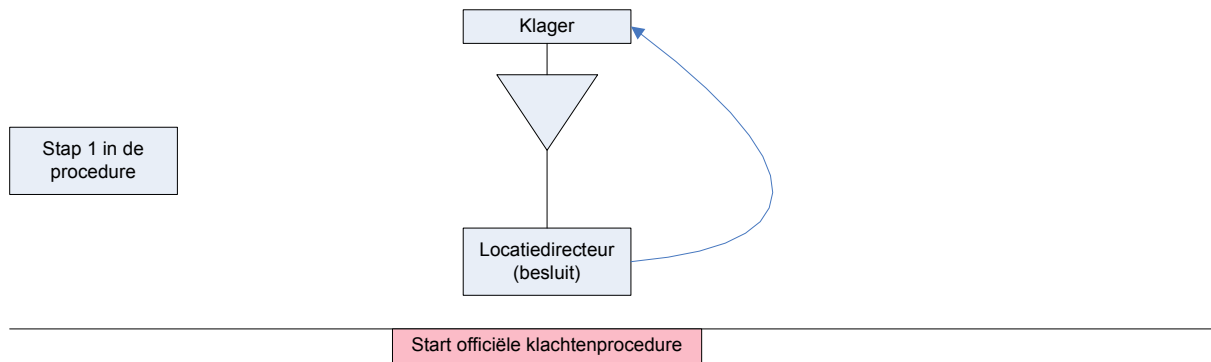 Klager
Stap 1 in de
procedure
Locatiedirecteur
(besluit)
Start officiële klachtenprocedure